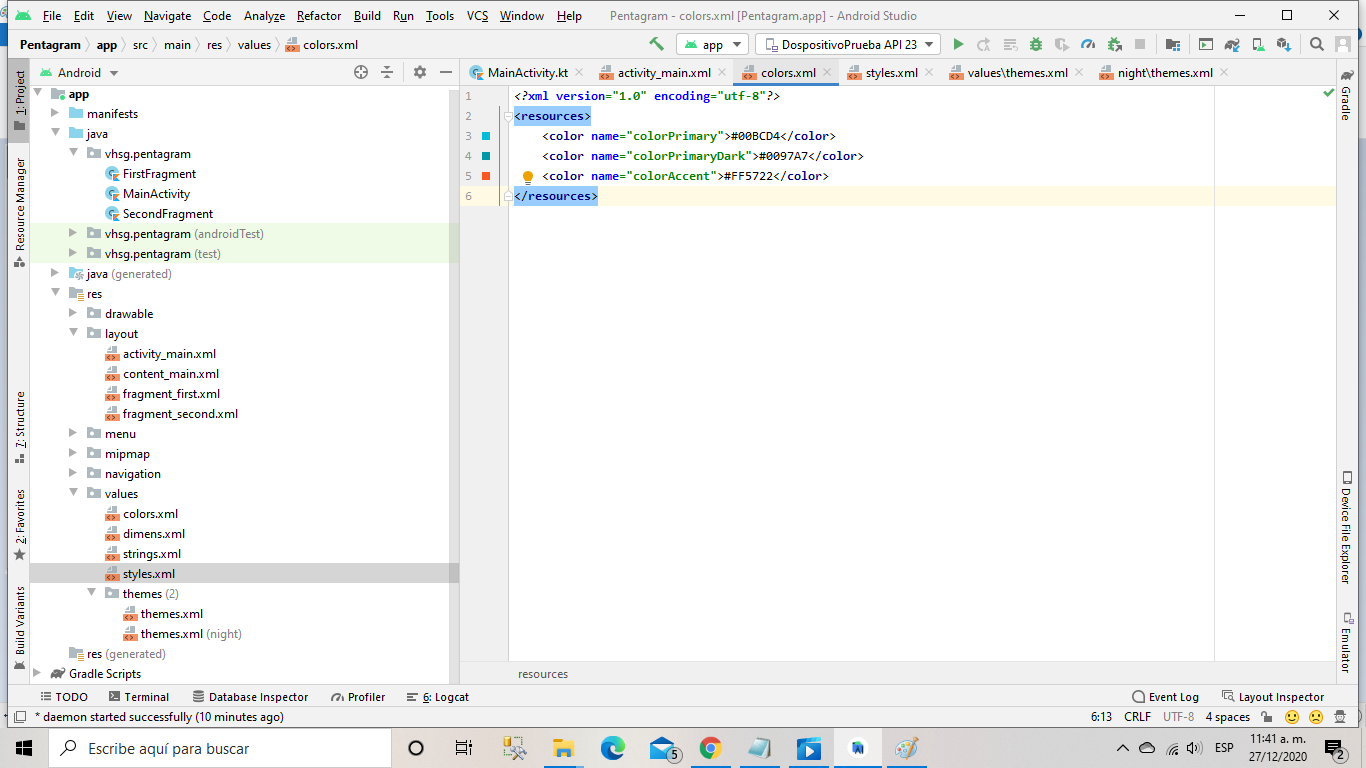 File Edit View Navigate Code Analyze Refactor Build Run Tools VCS Window Help Pentagram - colors.xml [Pentagram.app] - Android Studio
Pentagram app src main res values colors.xml app DospositivoPrueba API 23
1: Project
Resource Manager
7: Structure
2: Favorites
Build Variants
Android
app
manifests
java
vhsg.pentagram
FirstFragment
MainActivity
SecondFragment
vhsg.pentagram (androidTest)
vhsg.pentagram (test)
java (generated)
res
drawable
layout
activity_main.xml
content_main.xml
fragment_first.xml
fragment_second.xml
menu
mipmap
navigation
values
colors.xml
dimens.xml
strings.xml
styles.xml
themes (2)
themes.xml
themes.xml (night)
res (generated)
Gradle Scripts
MainActivity.kt activity_main.xml colors.xml styles.xml values\themes.xml night\themes.xml
1 <?xml version="1.0" encoding="utf-8"?>
2 <resources>
3 <color name="colorPrimary">#00BCD4</color>
4 <color name="colorPrimaryDark">#0097A7</color>
5 <color name="colorAccent">#FF5722</color>
6 </resources>
resources
Gradle
Device File Explorer
Emulator
TODO Terminal Database Inspector Profiler 6: Logcat Event Log Layout Inspector
* daemon started successfully (10 minutes ago) 6:13 CRLF UTF-8 4 spaces
Escribe aquí para buscar 5 ESP 11:41 a. m.
27/12/2020 2